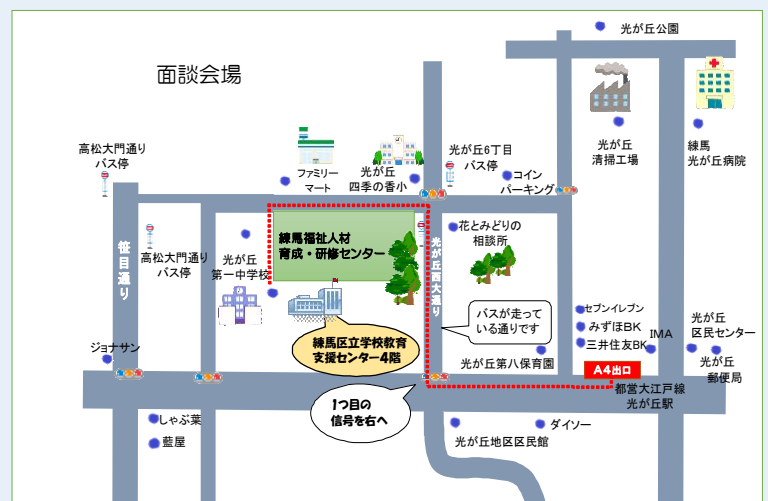 光が丘公園
面談会場
高松大門通り
バス停
ファミリー
マート
光が丘
四季の香小
光が丘6丁目
バス停
コイン
パーキング
光が丘
清掃工場
練馬
光が丘病院
笹目通り
高松大門通り
バス停
光が丘
第一中学校
練馬福祉人材
育成・研修センター
光が丘西大通り
花とみどりの
相談所
バスが走って
いる通りです
セブンイレブン
みずほBK
三井住友BK
IMA
光が丘
区民センター
光が丘
郵便局
ジョナサン
練馬区立学校教育
支援センター4階
光が丘第八保育園
A4出口
都営大江戸線
光が丘駅
1つ目の
信号を右へ
しゃぶ葉
藍屋
光が丘地区区民館
ダイソー